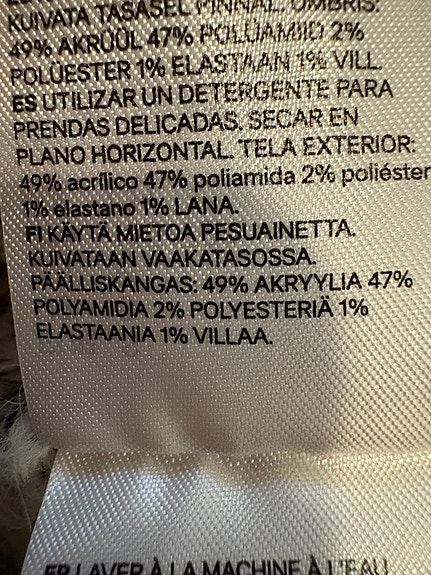 KUIVATA TASASEL PINNAL. ÜMBRIS:
49% AKRÜÜL 47% POLÜAMIID 2%
POLÜESTER 1% ELASTAAN 1% VILL.
ES UTILIZAR UN DETERGENTE PARA
PRENDAS DELICADAS. SECAR EN
PLANO HORIZONTAL. TELA EXTERIOR:
49% acrílico 47% poliamida 2% poliéster
1% elastano 1% LANA.
FI KÄYTÄ MIETOA PESUAINETTA.
KUIVATAAN VAAKATASOSSA.
PÄÄLLISKANGAS: 49% AKRYYLIA 47%
POLYAMIDIA 2% POLYESTERIÄ 1%
ELASTAANIA 1% VILLAA.
FR LAVER À LA MACHINE À L'EAU